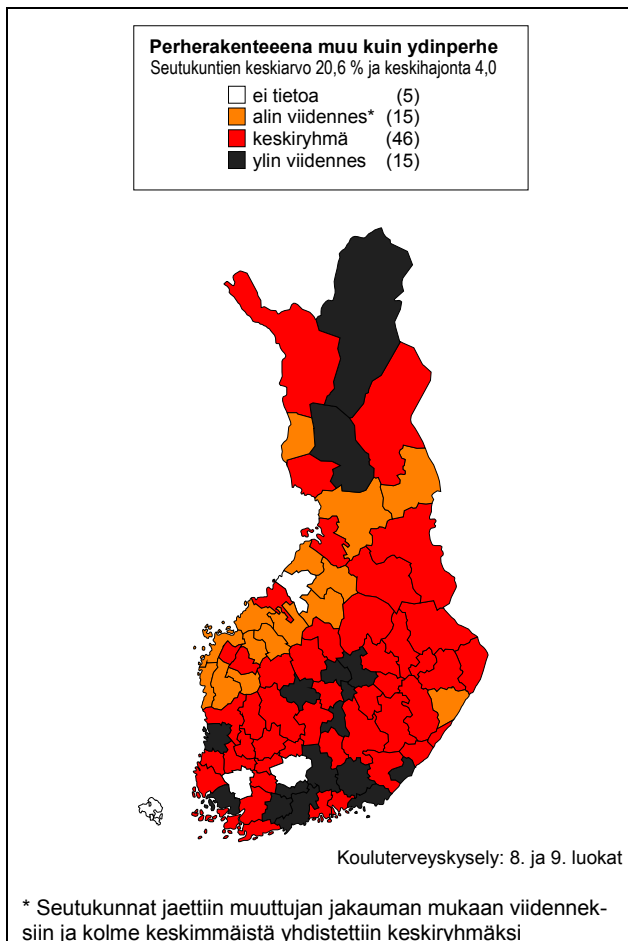 Perherakenteeena muu kuin ydinperhe
Seutukuntien keskiarvo 20,6 % ja keskihajonta 4,0
ei tietoa (5)
alin viidennes* (15)
keskiryhmä (46)
ylin viidennes (15)
Kouluterveyskysely: 8. ja 9. luokat
* Seutukunnat jaettiin muuttujan jakauman mukaan viidennek-
siin ja kolme keskimmäistä yhdistettiin keskiryhmäksi